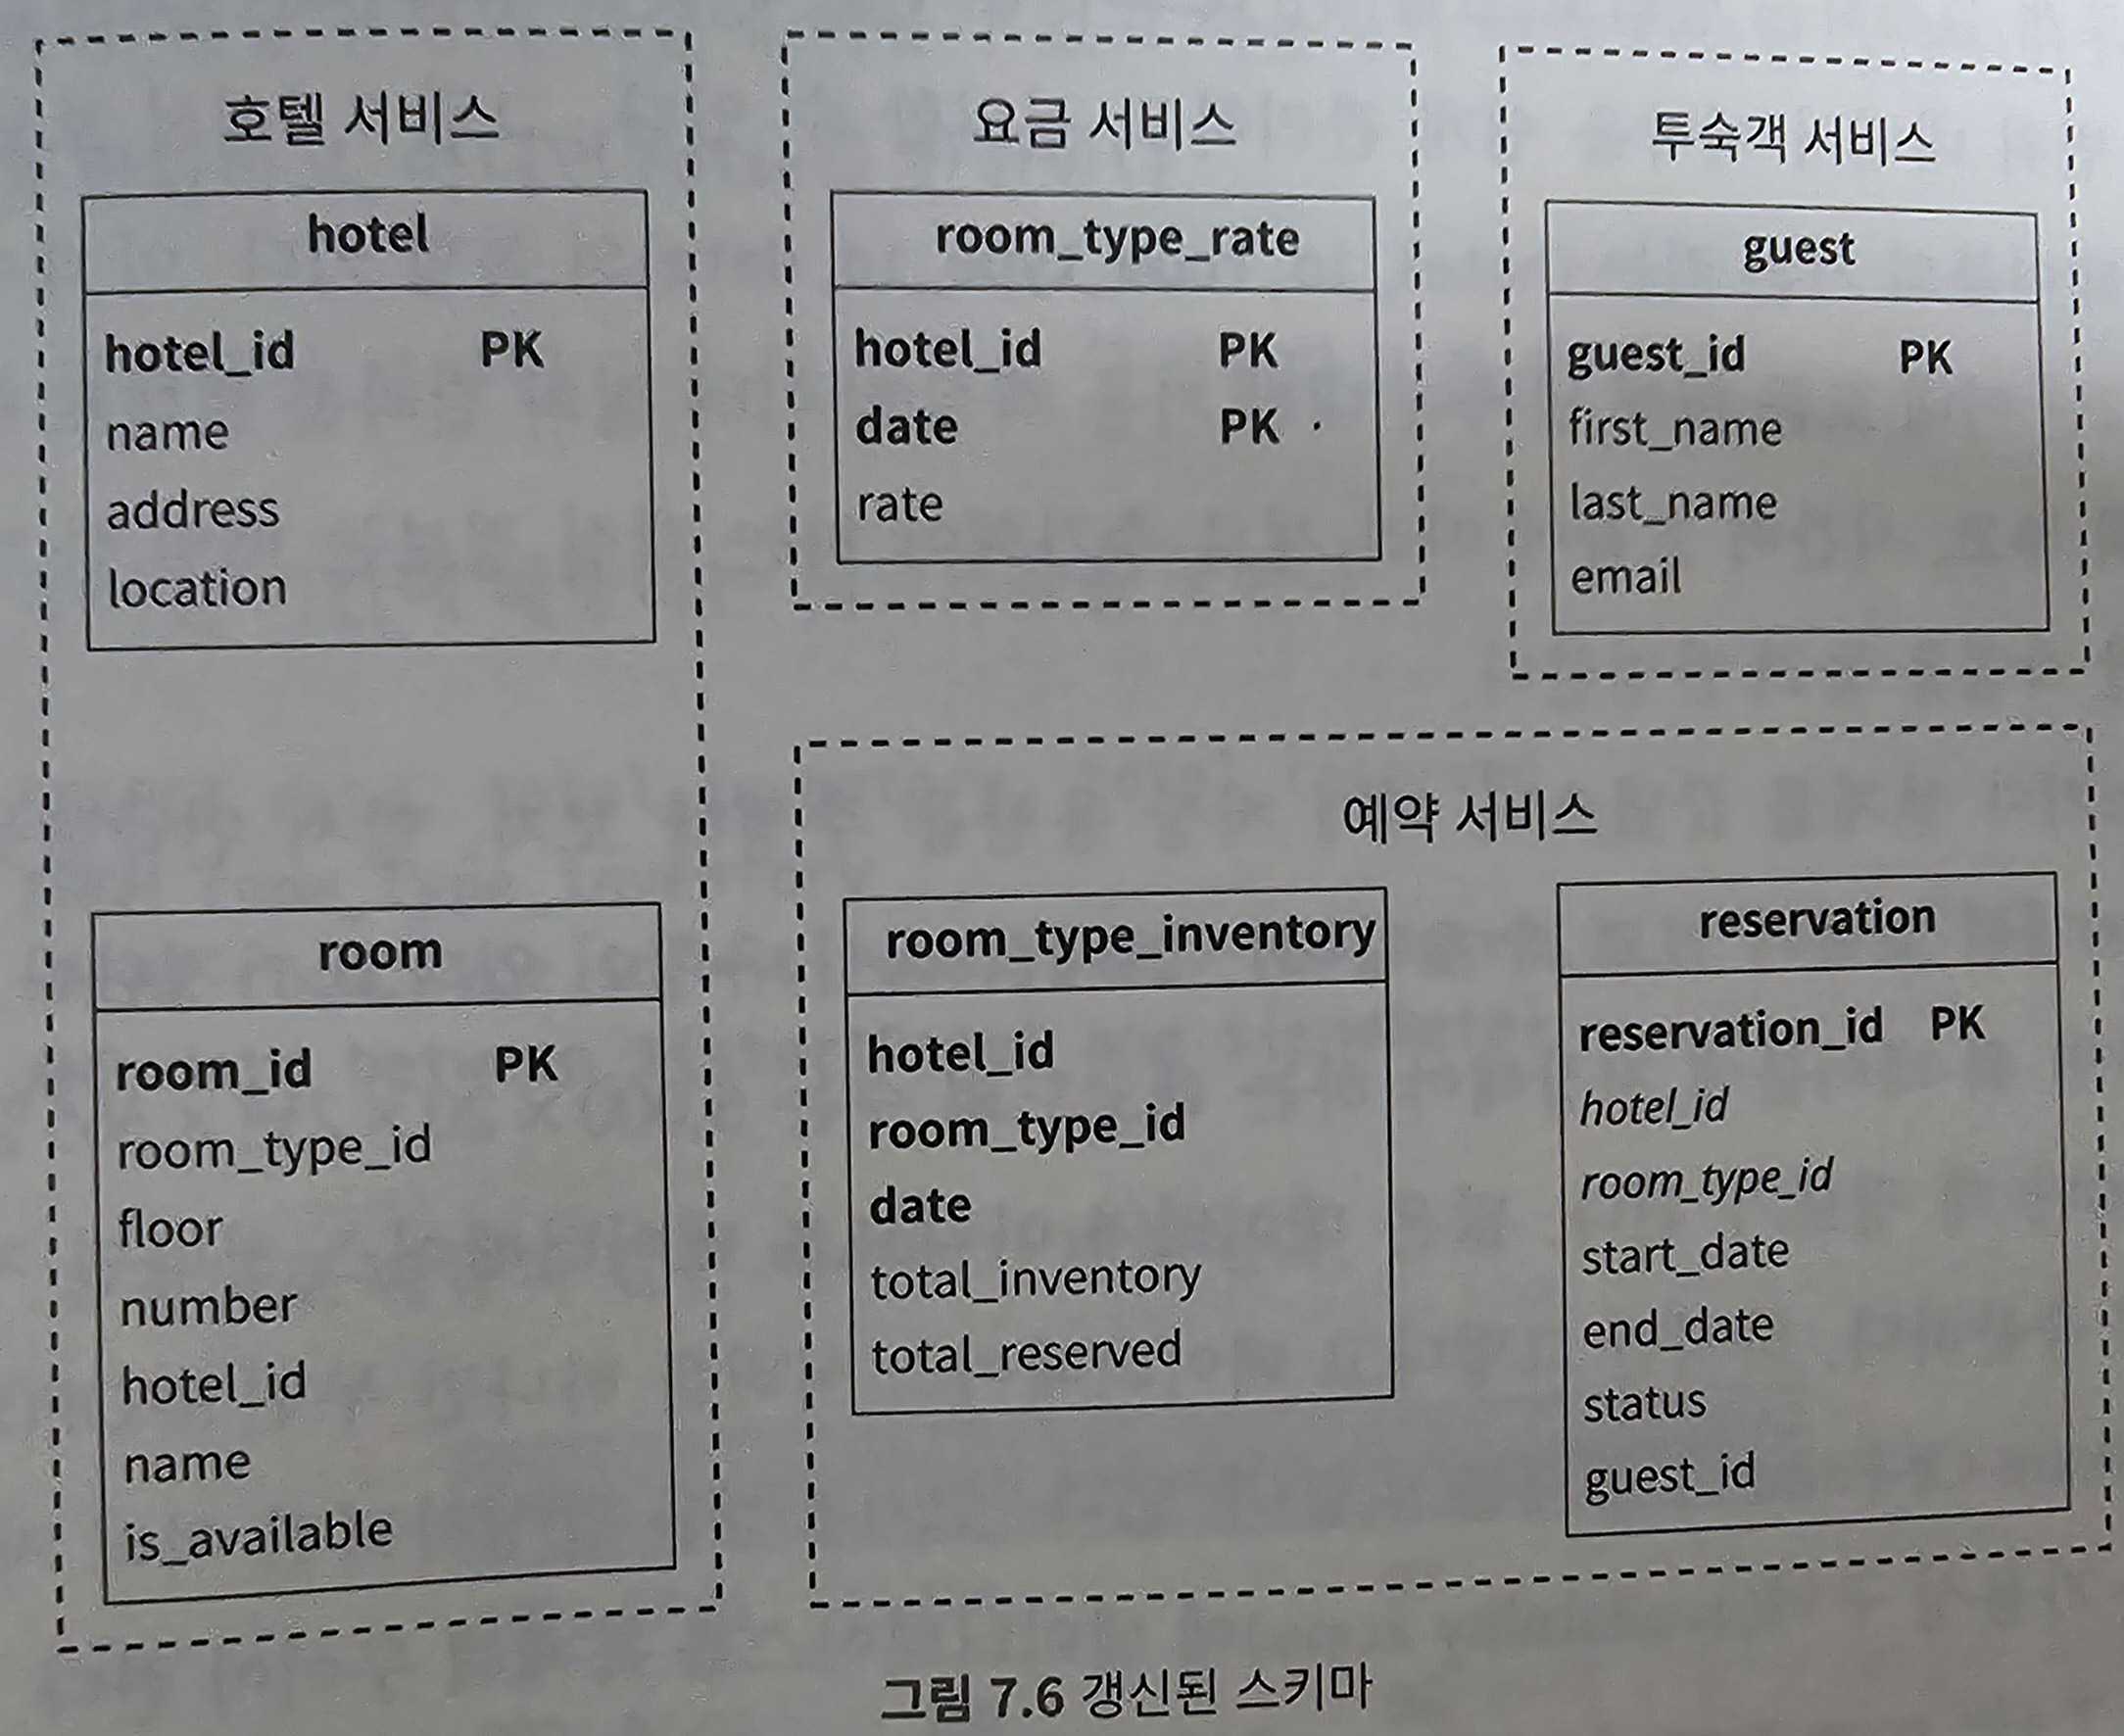 호텔 서비스
hotel
hotel_id PK
name
address
location
room
room_id PK
room_type_id
floor
number
hotel_id
name
is_available
요금 서비스
room_type_rate
hotel_id PK
date PK
rate
투숙객 서비스
guest
guest_id PK
first_name
last_name
email
예약 서비스
room_type_inventory
hotel_id
room_type_id
date
total_inventory
total_reserved
reservation
reservation_id PK
hotel_id
room_type_id
start_date
end_date
status
guest_id
그림 7.6 갱신된 스키마